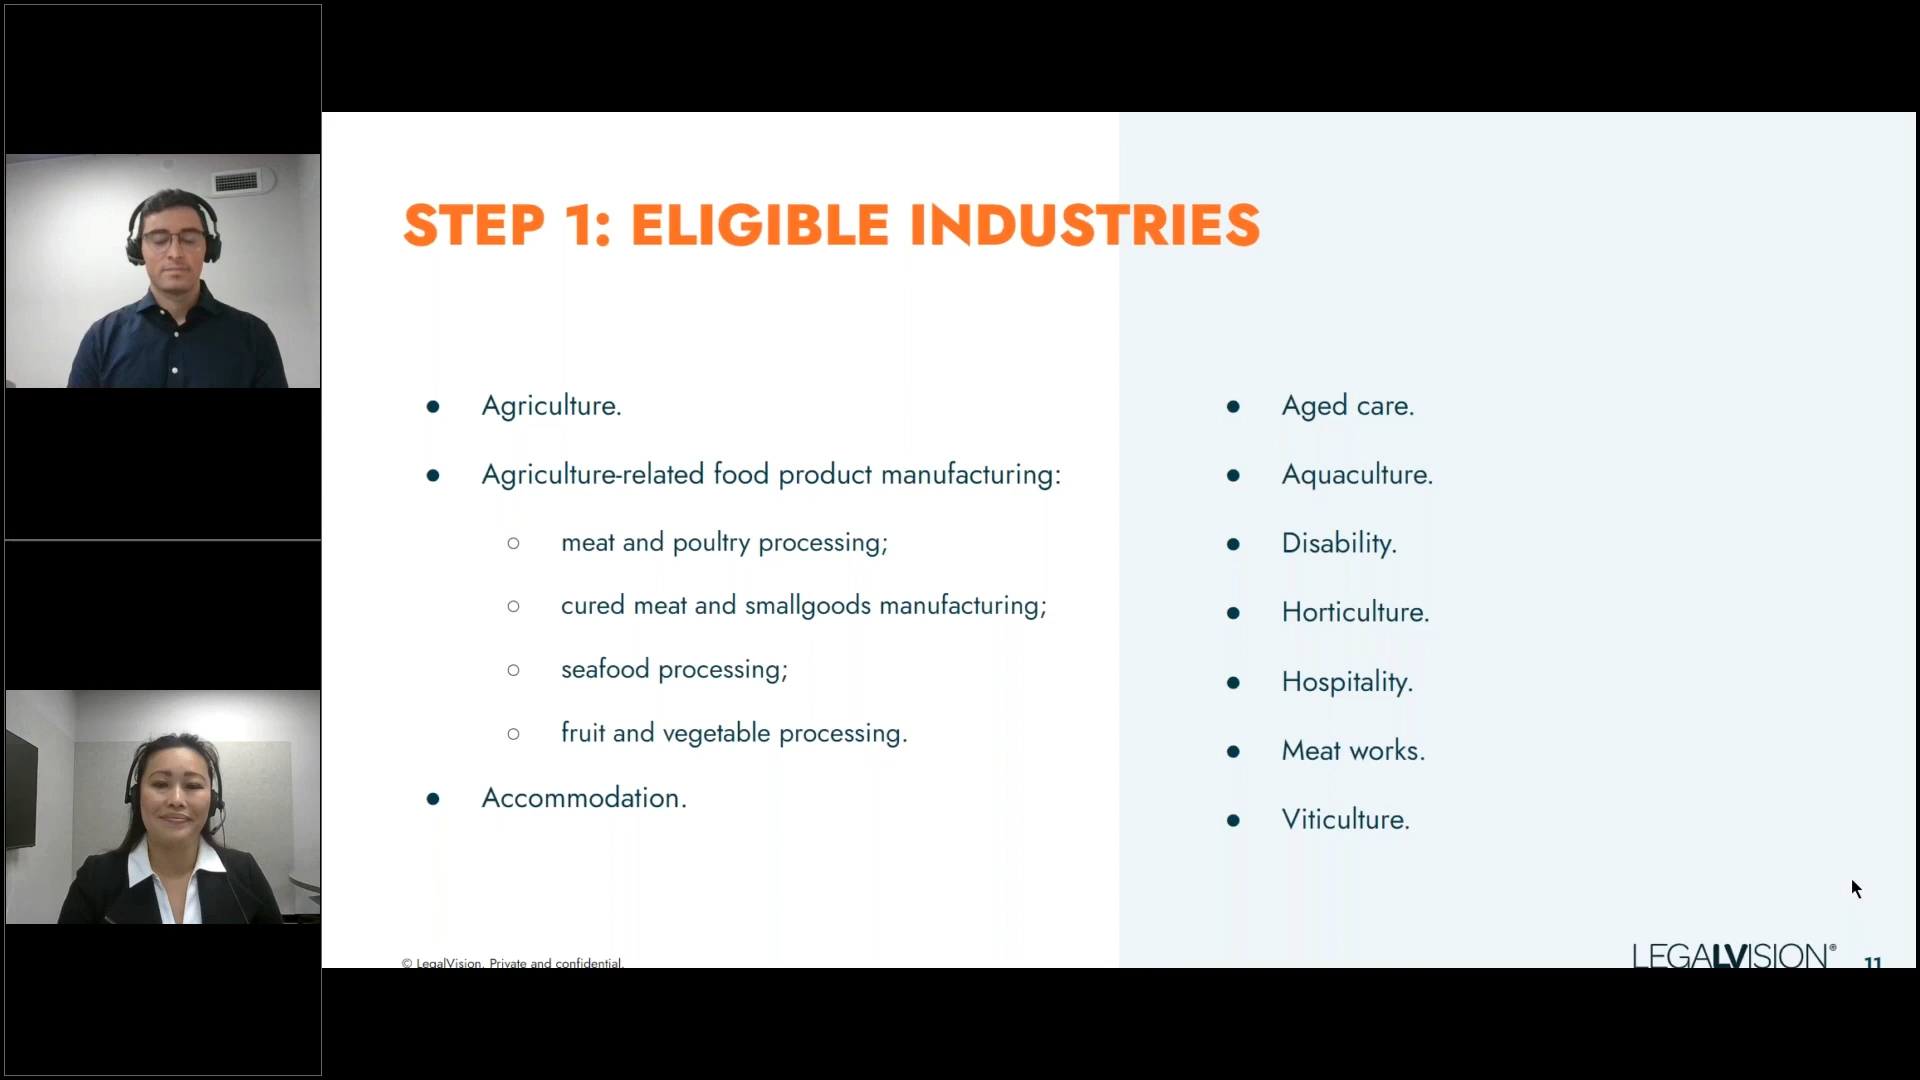 STEP 1: ELIGIBLE INDUSTRIES
● Agriculture.
● Agriculture-related food product manufacturing:
○ meat and poultry processing;
○ cured meat and smallgoods manufacturing;
○ seafood processing;
○ fruit and vegetable processing.
● Accommodation.
● Aged care.
● Aquaculture.
● Disability.
● Horticulture.
● Hospitality.
● Meat works.
● Viticulture.
© LegalVision. Private and confidential.
LEGALVISION®
11